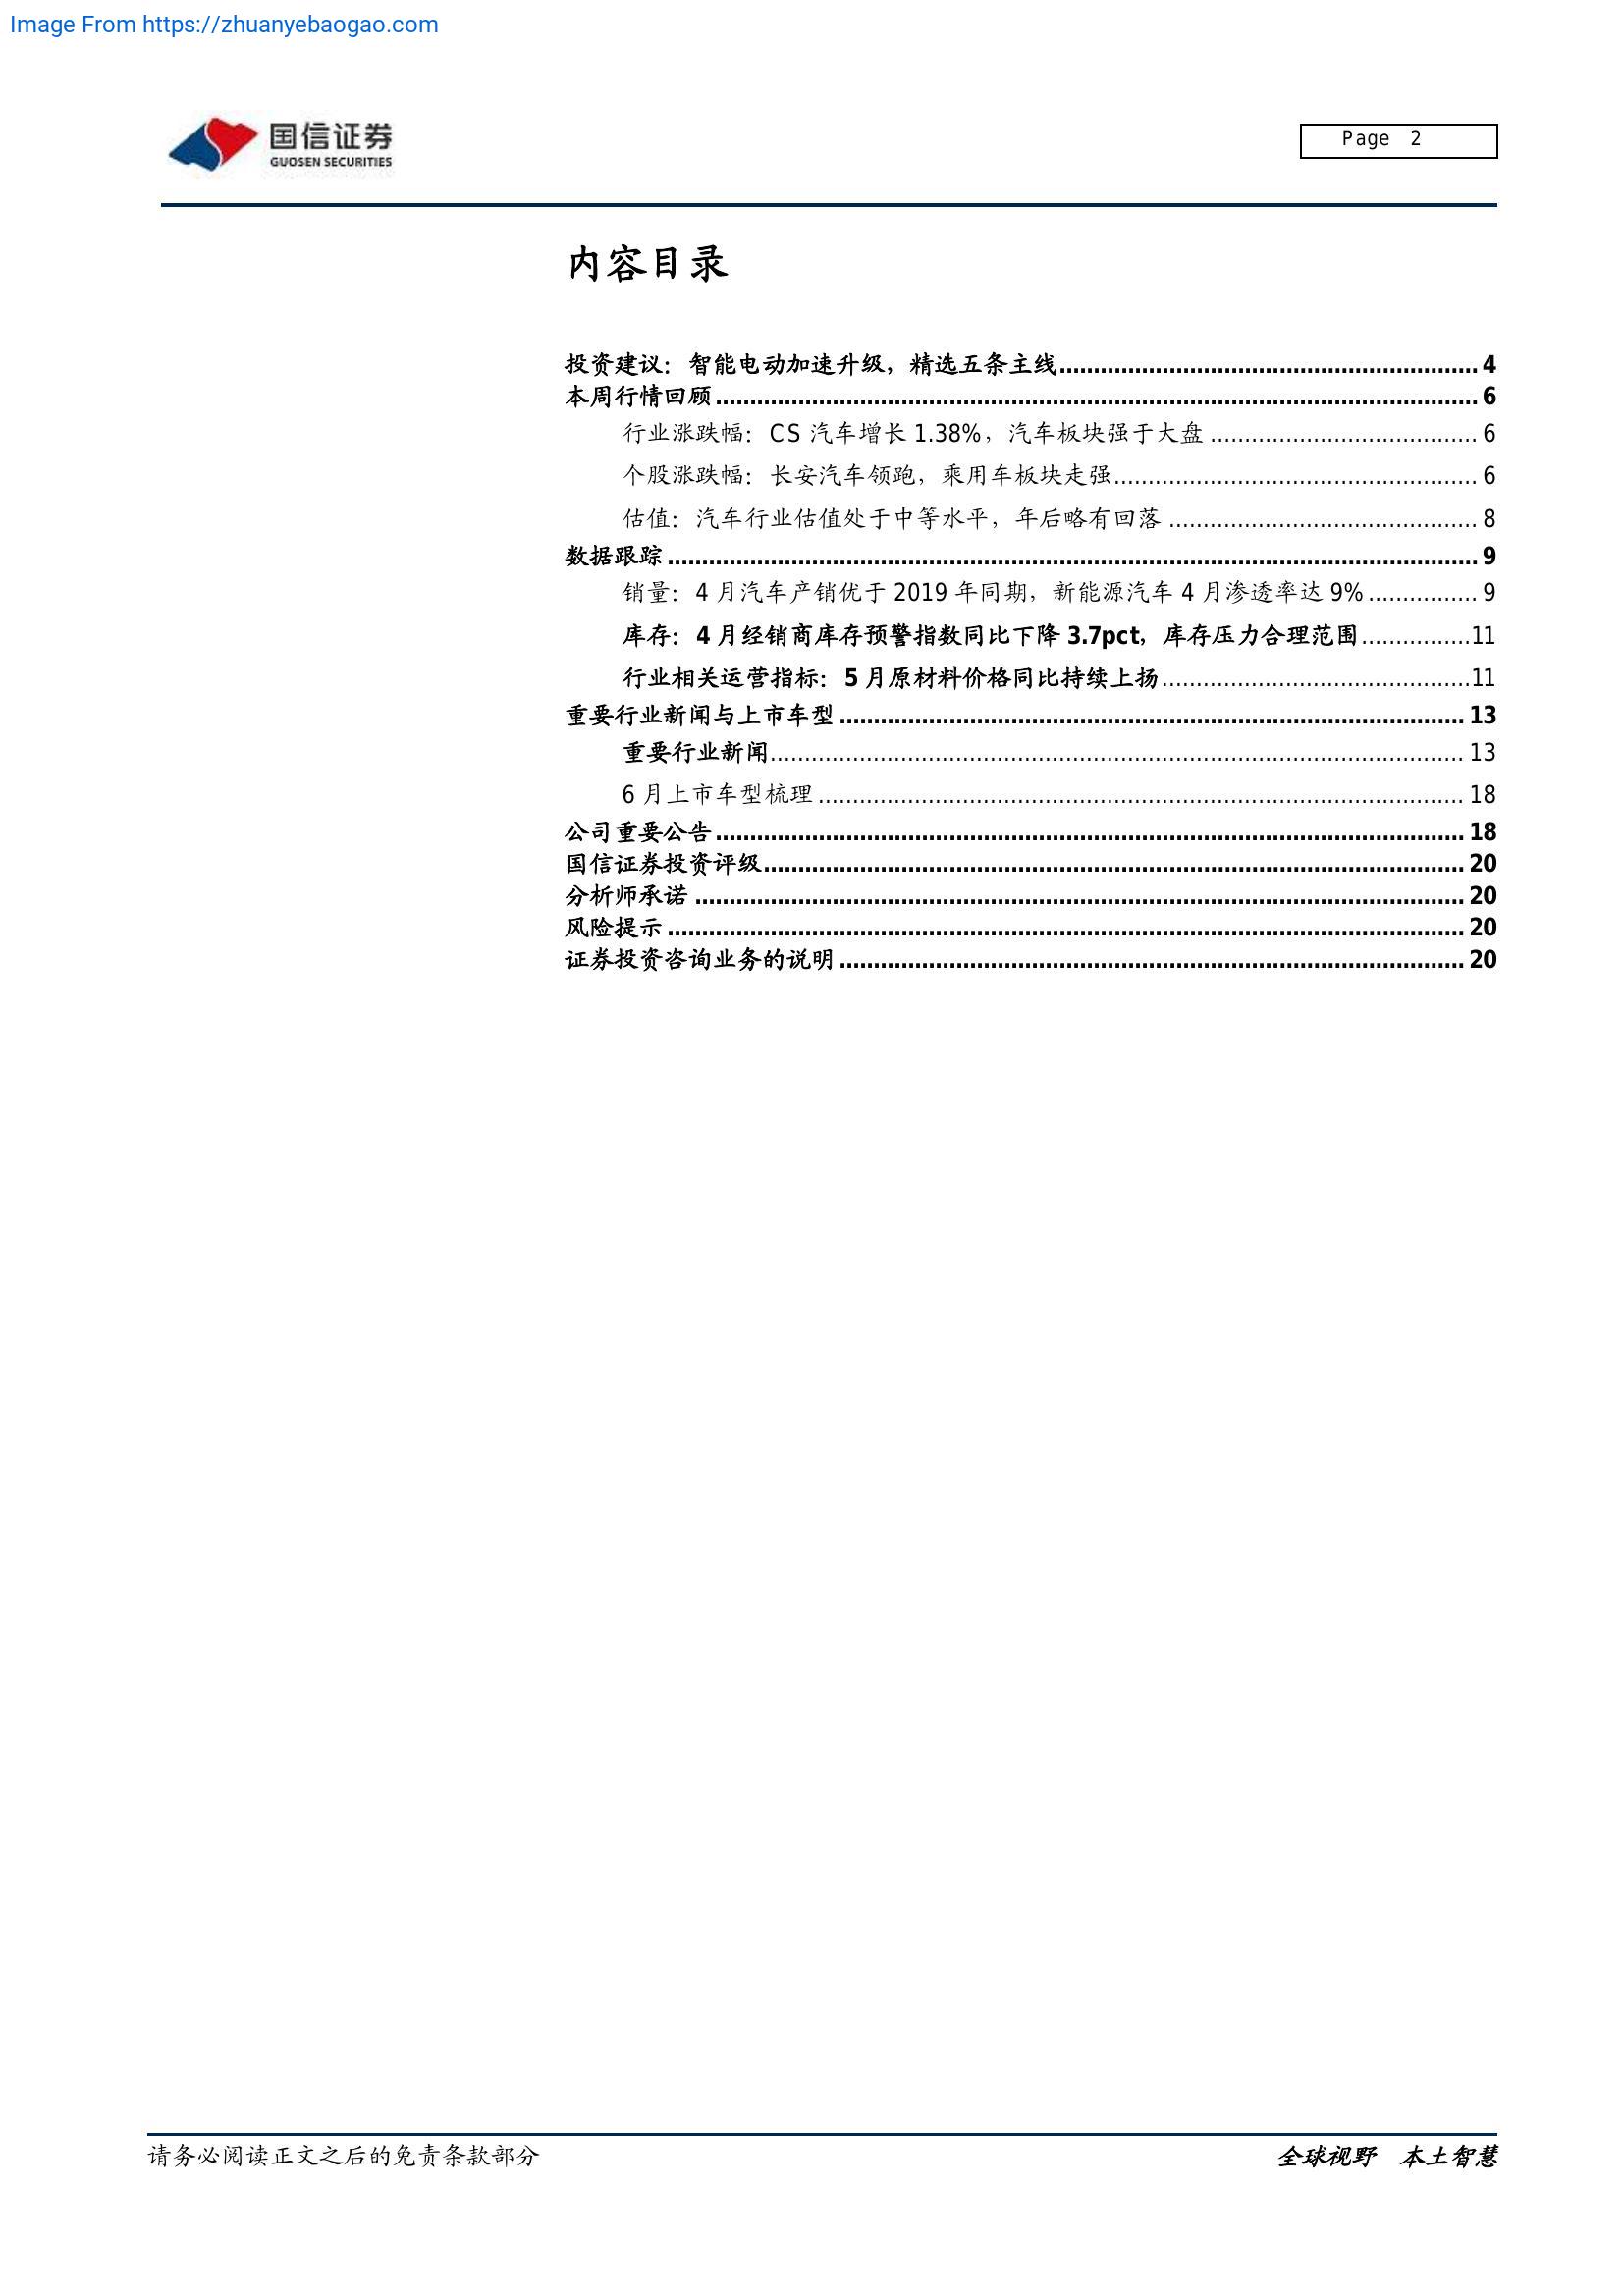 Image From https://zhuanyebaogao.com
国信证券
GUOSEN SECURITIES
Page 2
内容目录
投资建议：智能电动加速升级，精选五条主线 4
本周行情回顾 6
行业涨跌幅：CS 汽车增长 1.38%，汽车板块强于大盘 6
个股涨跌幅：长安汽车领跑，乘用车板块走强 6
估值：汽车行业估值处于中等水平，年后略有回落 8
数据跟踪 9
销量：4 月汽车产销优于 2019 年同期，新能源汽车 4 月渗透率达 9% 9
库存：4 月经销商库存预警指数同比下降 3.7pct，库存压力合理范围 11
行业相关运营指标：5 月原材料价格同比持续上扬 11
重要行业新闻与上市车型 13
重要行业新闻 13
6 月上市车型梳理 18
公司重要公告 18
国信证券投资评级 20
分析师承诺 20
风险提示 20
证券投资咨询业务的说明 20
请务必阅读正文之后的免责条款部分
全球视野 本土智慧